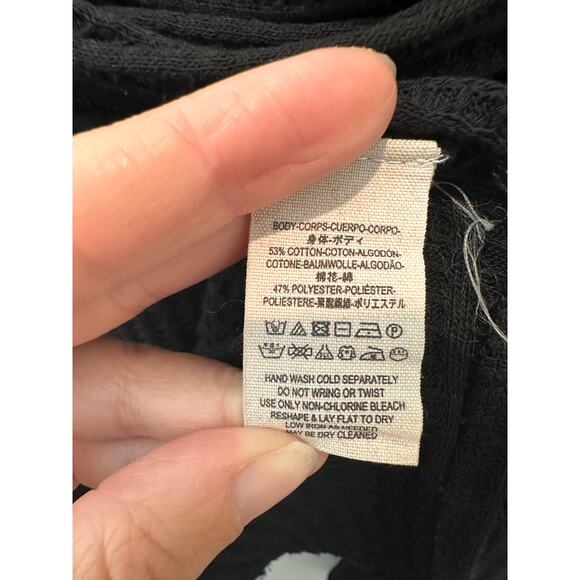 BODY-CORPS-CUERPO-CORPO-
身体-ボディ
53% COTTON-COTON-ALGODÓN-
COTONE-BAUMWOLLE-ALGODÃO-
棉花-綿
47% POLYESTER-POLIÉSTER-
POLIESTERE-聚酯纖維-ポリエステル
HAND WASH COLD SEPARATELY
DO NOT WRING OR TWIST
USE ONLY NON-CHLORINE BLEACH
RESHAPE & LAY FLAT TO DRY
LOW IRON AS NEEDED
MAY BE DRY CLEANED